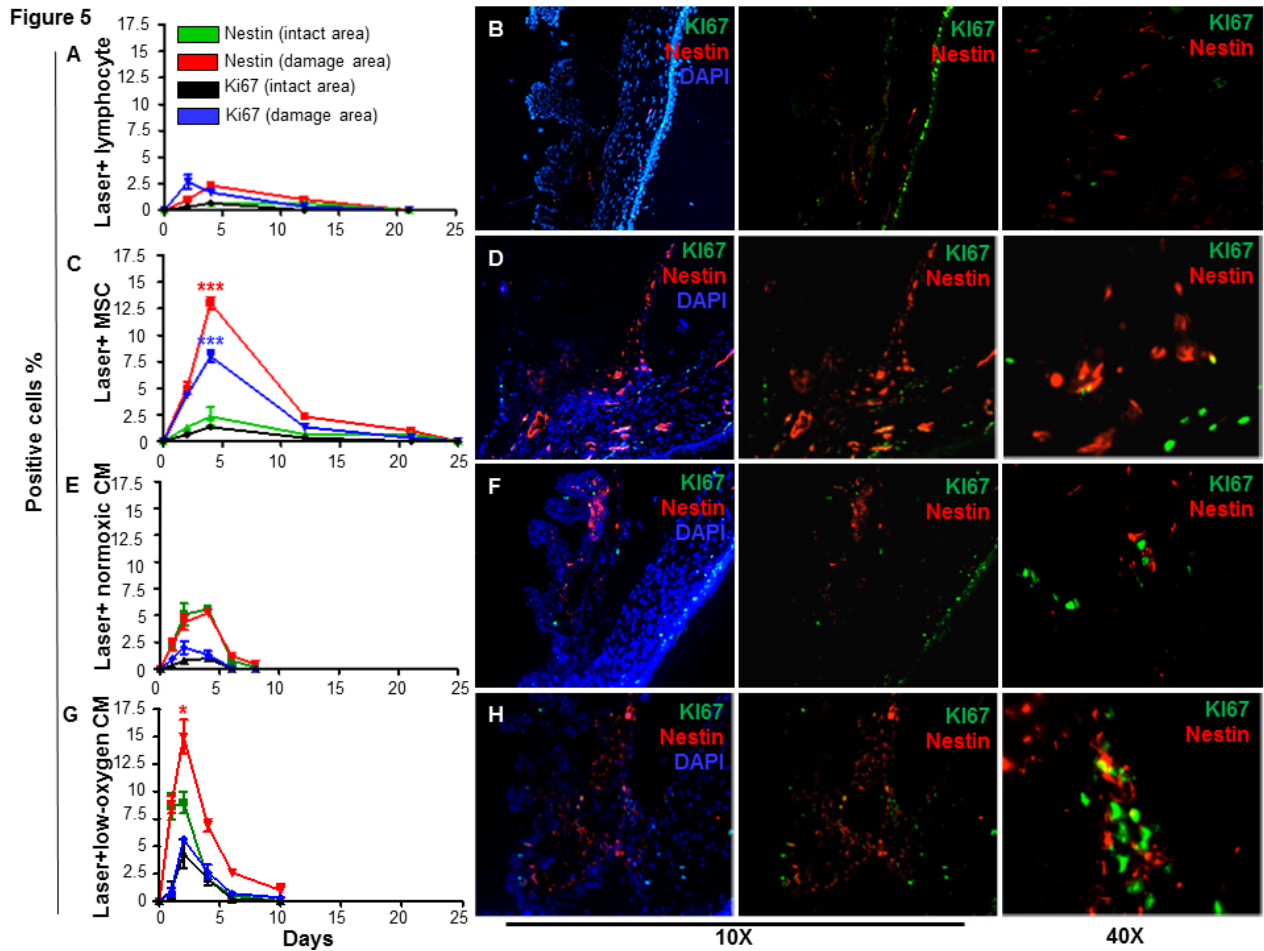 Figure 5
Positive cells %
A
Laser+ lymphocyte
17.5
15
12.5
10
7.5
5
2.5
0
0 5 10 15 20 25
Nestin (intact area)
Nestin (damage area)
Ki67 (intact area)
Ki67 (damage area)
B
KI67
Nestin
DAPI
KI67
Nestin
KI67
Nestin
C
Laser+ MSC
17.5
15
12.5
10
7.5
5
2.5
0
0 5 10 15 20 25
***
***
D
KI67
Nestin
DAPI
KI67
Nestin
KI67
Nestin
E
Laser+ normoxic CM
17.5
15
12.5
10
7.5
5
2.5
0
0 5 10 15 20 25
F
KI67
Nestin
DAPI
KI67
Nestin
KI67
Nestin
G
Laser+low-oxygen CM
17.5
15
12.5
10
7.5
5
2.5
0
0 5 10 15 20 25
*
Days
H
KI67
Nestin
DAPI
KI67
Nestin
KI67
Nestin
10X
40X